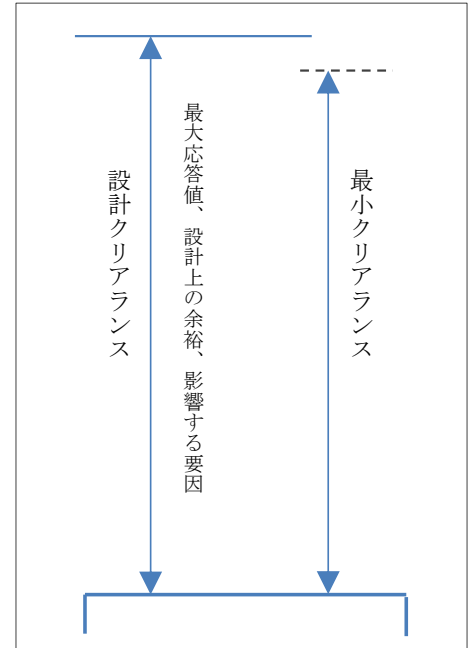 設計クリアランス
最大応答値、設計上の余裕、影響する要因
最小クリアランス